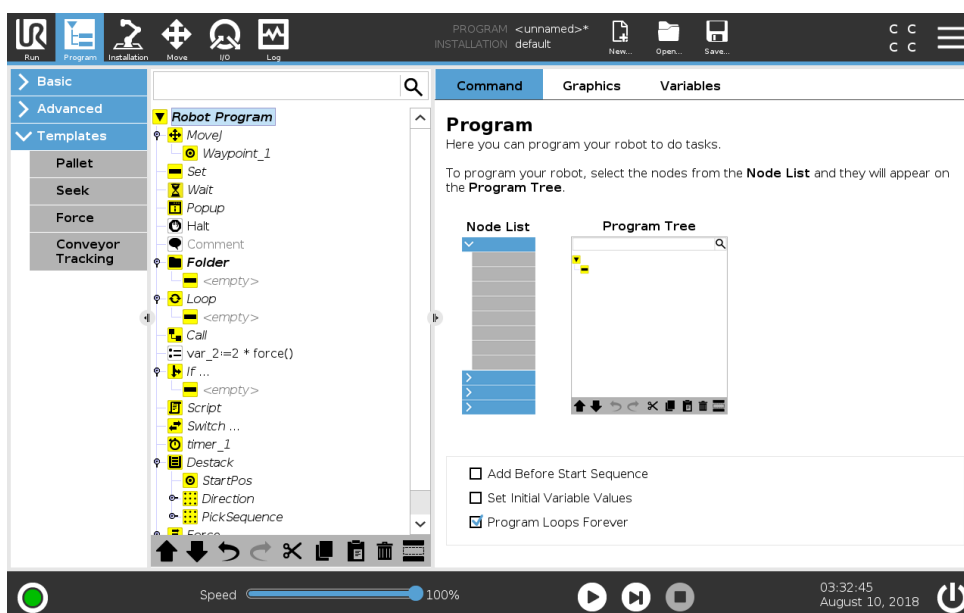 UR
Run
Program
Installation
Move
I/O
Log
PROGRAM <unnamed>*
INSTALLATION default
New...
Open...
Save...
C C
C C
Basic
Advanced
Templates
Pallet
Seek
Force
Conveyor
Tracking
Robot Program
MoveJ
Waypoint_1
Set
Wait
Popup
Halt
Comment
Folder
<empty>
Loop
<empty>
Call
var_2:=2 * force()
If ...
<empty>
Script
Switch ...
timer_1
Destack
StartPos
Direction
PickSequence
Force
Command Graphics Variables
Program
Here you can program your robot to do tasks.
To program your robot, select the nodes from the Node List and they will appear on
the Program Tree.
Node List Program Tree
Add Before Start Sequence
Set Initial Variable Values
Program Loops Forever
Speed 100%
03:32:45
August 10, 2018